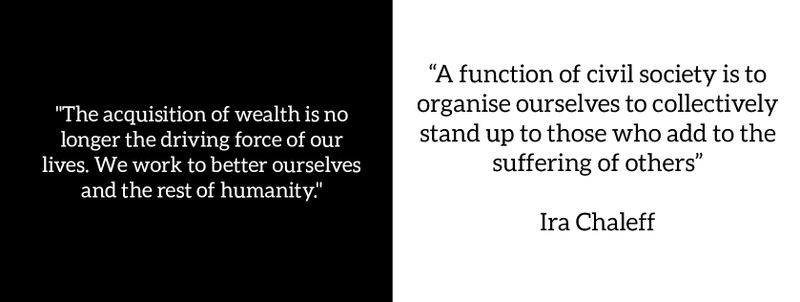 "The acquisition of wealth is no
longer the driving force of our
lives. We work to better ourselves
and the rest of humanity."
“A function of civil society is to
organise ourselves to collectively
stand up to those who add to the
suffering of others”
Ira Chaleff